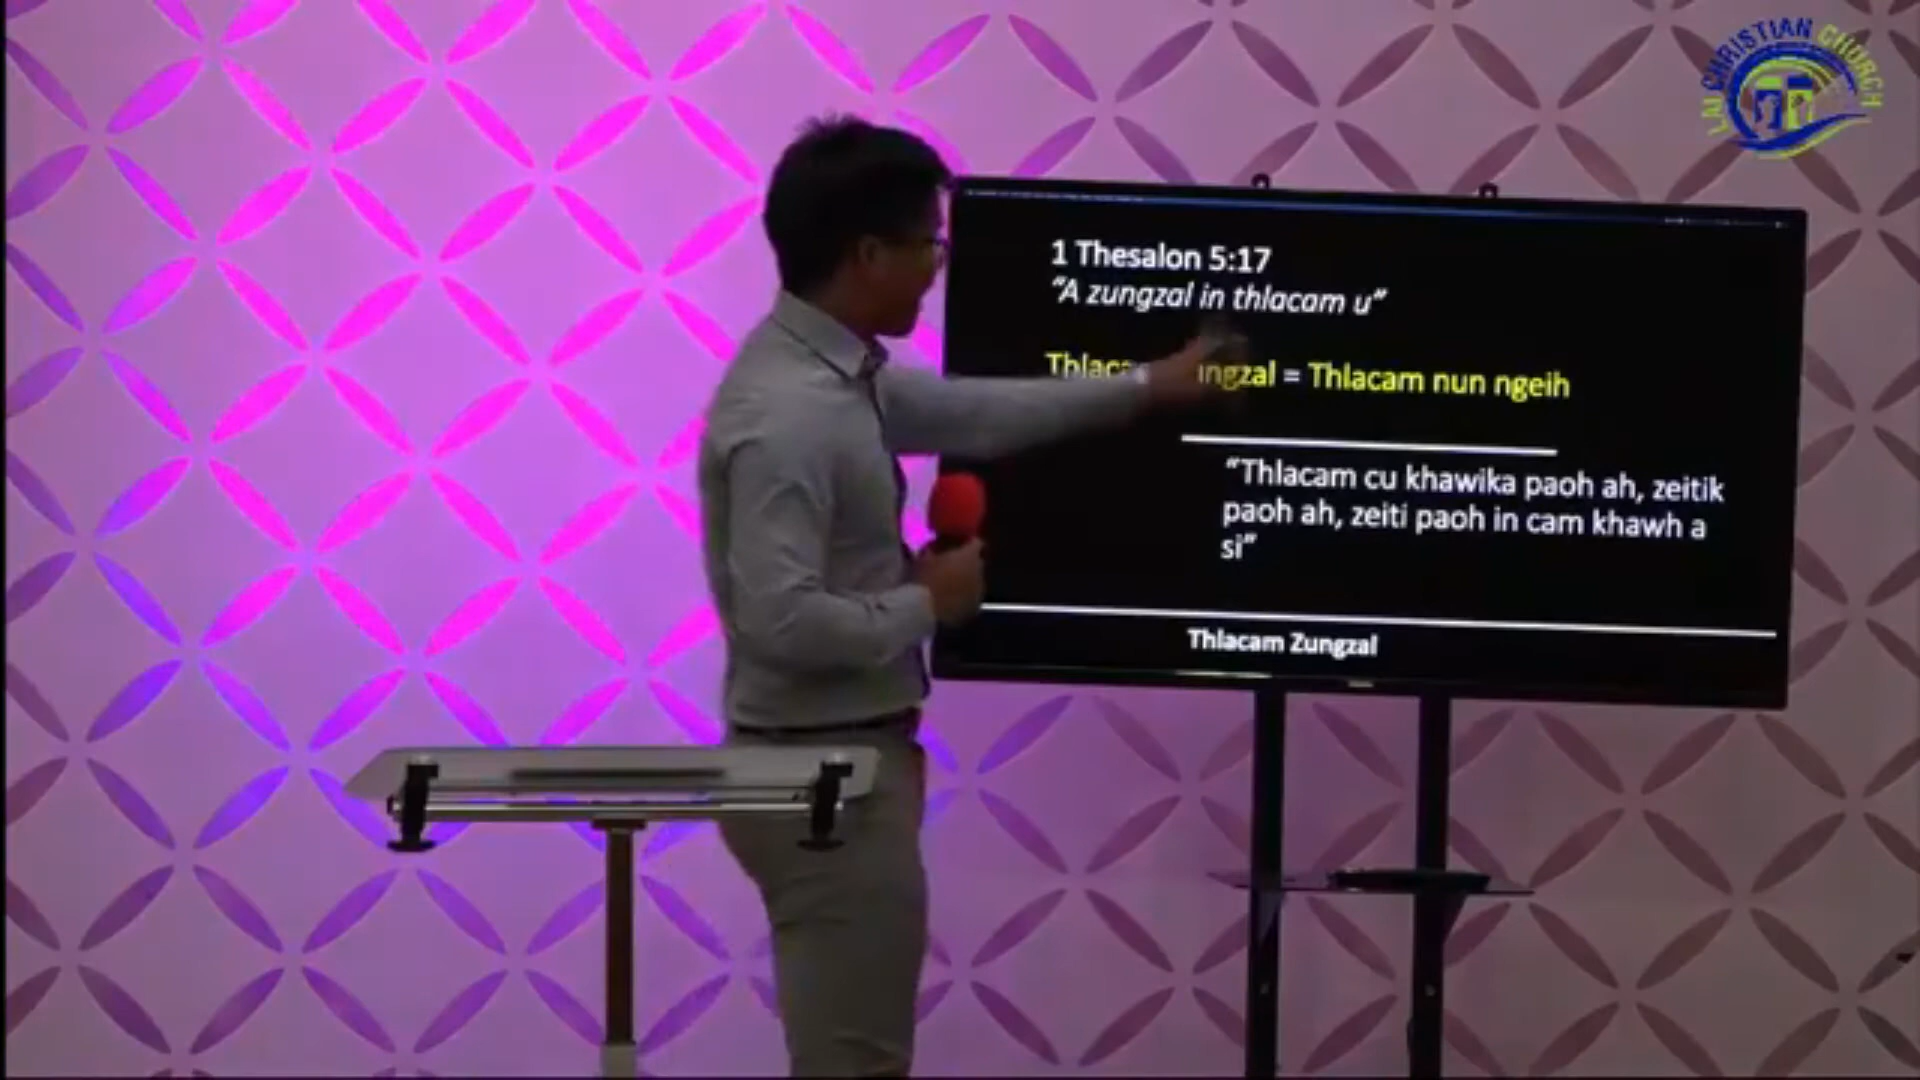 LAI CHRISTIAN CHURCH
1 Thesalon 5:17
“A zungzal in thlacam u”
= Thlacam nun ngeih
“Thlacam cu khawika paoh ah, zeitik
paoh ah, zeiti paoh in cam khawh a
si”
Thlacam Zungzal